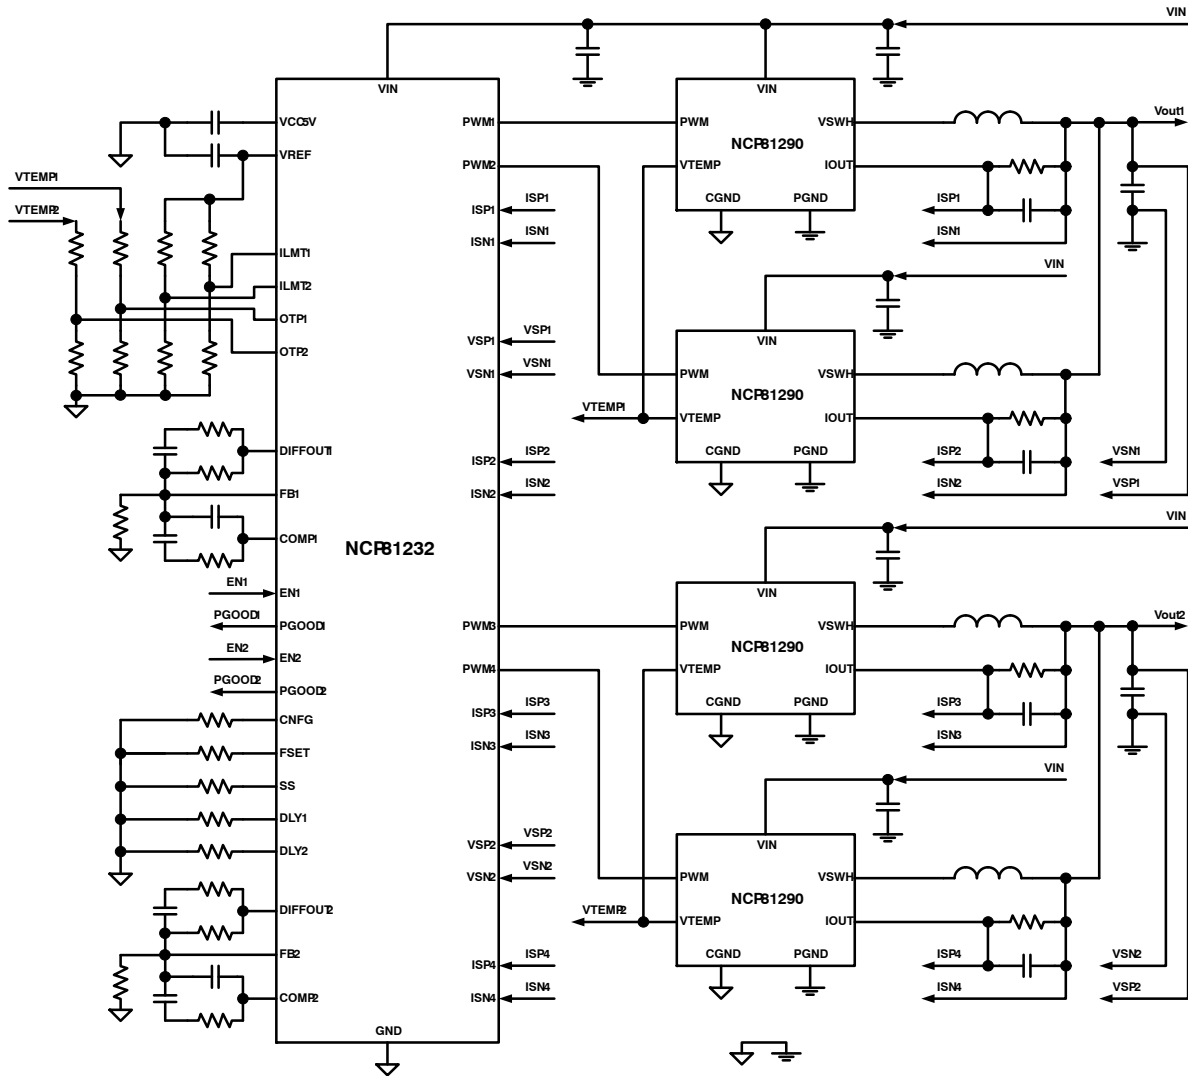 VIN
VIN
VCC5V
VREF
VTEMP1
VTEMP2
ILMT1
ILMT2
OTP1
OTP2
DIFFOUT1
FB1
COMP1
EN1
EN1
PGOOD1
PGOOD1
EN2
EN2
PGOOD2
PGOOD2
CNFG
FSET
SS
DLY1
DLY2
DIFFOUT2
FB2
COMP2
NCP81232
GND
PWM1
PWM2
ISP1
ISP1
ISN1
ISN1
VSP1
VSP1
VSN1
VSN1
ISP2
ISP2
ISN2
ISN2
PWM3
PWM4
ISP3
ISP3
ISN3
ISN3
VSP2
VSP2
VSN2
VSN2
ISP4
ISP4
ISN4
ISN4
VIN
PWM
VSWH
NCP81290
VTEMP
IOUT
CGND
PGND
ISP1
ISN1
Vout1
VIN
VIN
PWM
VSWH
NCP81290
VTEMP1
VTEMP
IOUT
CGND
PGND
ISP2
ISN2
VSN1
VSP1
VIN
VIN
PWM
VSWH
NCP81290
VTEMP
IOUT
CGND
PGND
ISP3
ISN3
Vout2
VIN
VIN
PWM
VSWH
NCP81290
VTEMP2
VTEMP
IOUT
CGND
PGND
ISP4
ISN4
VSN2
VSP2